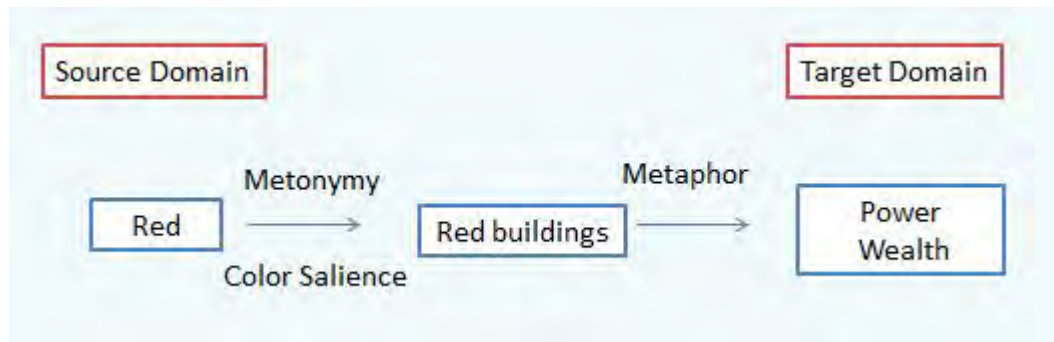 Source Domain
Target Domain
Metonymy
Metaphor
Red
Red buildings
Power
Wealth
Color Salience